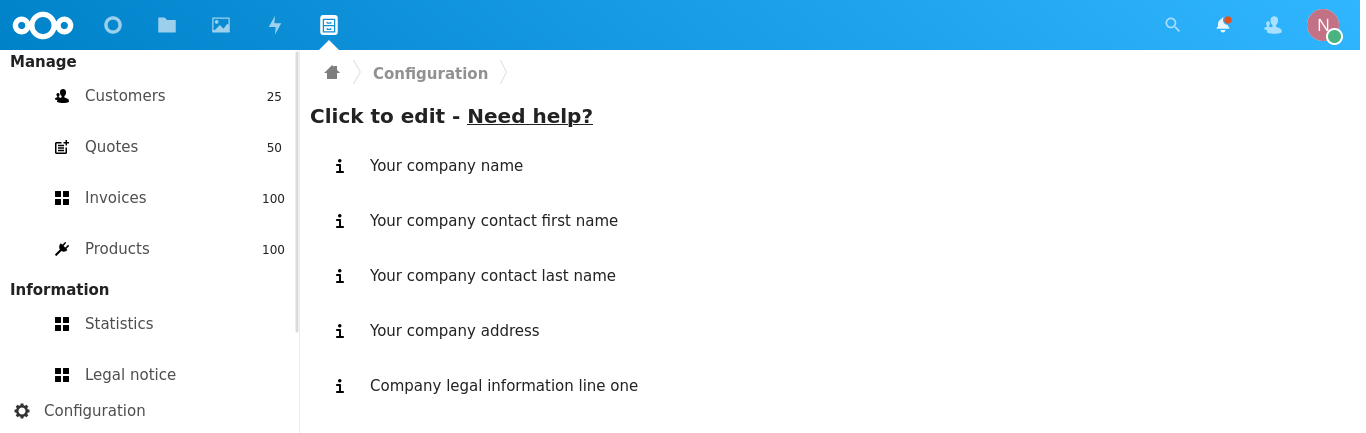 N
Manage
Customers 25
Quotes 50
Invoices 100
Products 100
Information
Statistics
Legal notice
Configuration
Configuration
Click to edit - Need help?
Your company name
Your company contact first name
Your company contact last name
Your company address
Company legal information line one